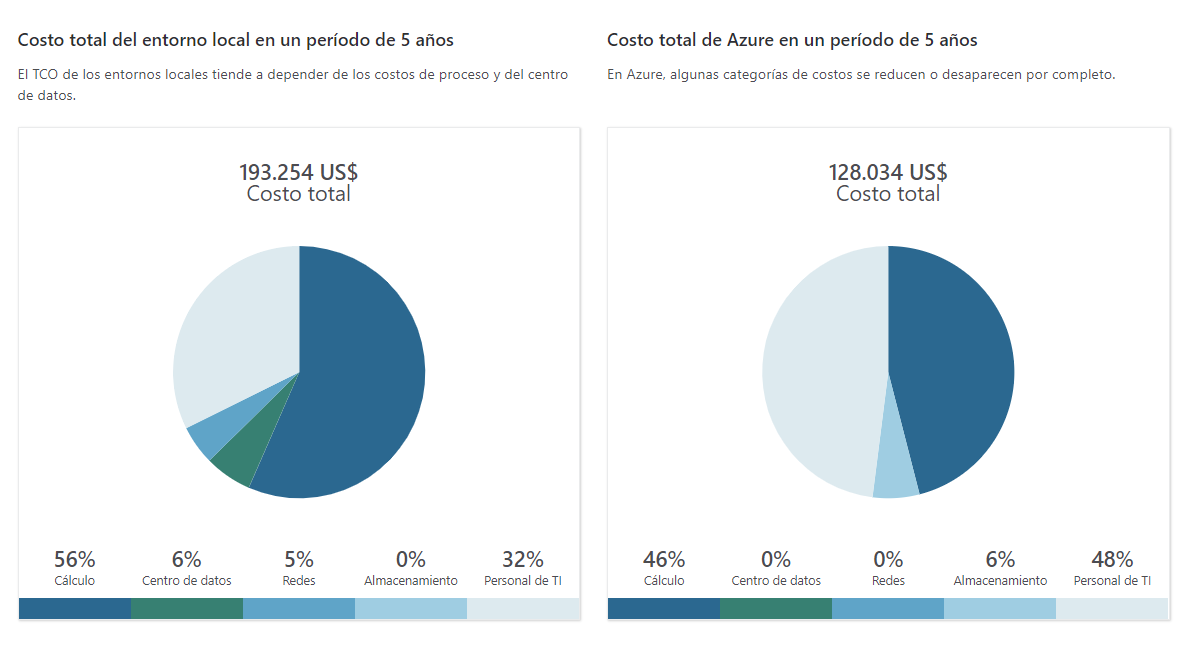 Costo total del entorno local en un período de 5 años
El TCO de los entornos locales tiende a depender de los costos de proceso y del centro
de datos.
193.254 US$
Costo total
56%
Cálculo
6%
Centro de datos
5%
Redes
0%
Almacenamiento
32%
Personal de TI
Costo total de Azure en un período de 5 años
En Azure, algunas categorías de costos se reducen o desaparecen por completo.
128.034 US$
Costo total
46%
Cálculo
0%
Centro de datos
0%
Redes
6%
Almacenamiento
48%
Personal de TI